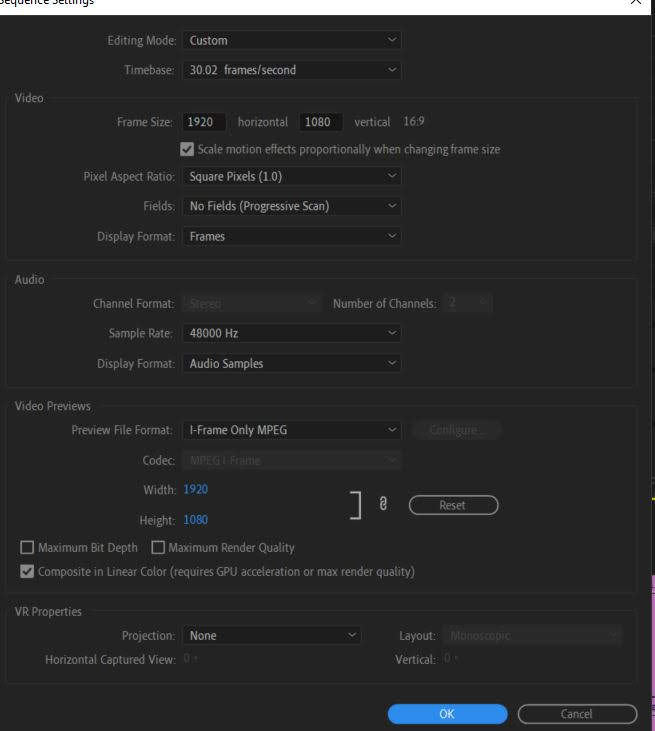 Sequence Settings
Editing Mode: Custom
Timebase: 30.02 frames/second
Video
Frame Size: 1920 horizontal 1080 vertical 16:9
Scale motion effects proportionally when changing frame size
Pixel Aspect Ratio: Square Pixels (1.0)
Fields: No Fields (Progressive Scan)
Display Format: Frames
Audio
Channel Format: Stereo Number of Channels: 2
Sample Rate: 48000 Hz
Display Format: Audio Samples
Video Previews
Preview File Format: I-Frame Only MPEG Configure...
Codec: MPEG I-Frame
Width: 1920
Reset
Height: 1080
Maximum Bit Depth Maximum Render Quality
Composite in Linear Color (requires GPU acceleration or max render quality)
VR Properties
Projection: None Layout: Monoscopic
Horizontal Captured View: 0 ° Vertical: 0 °
OK Cancel